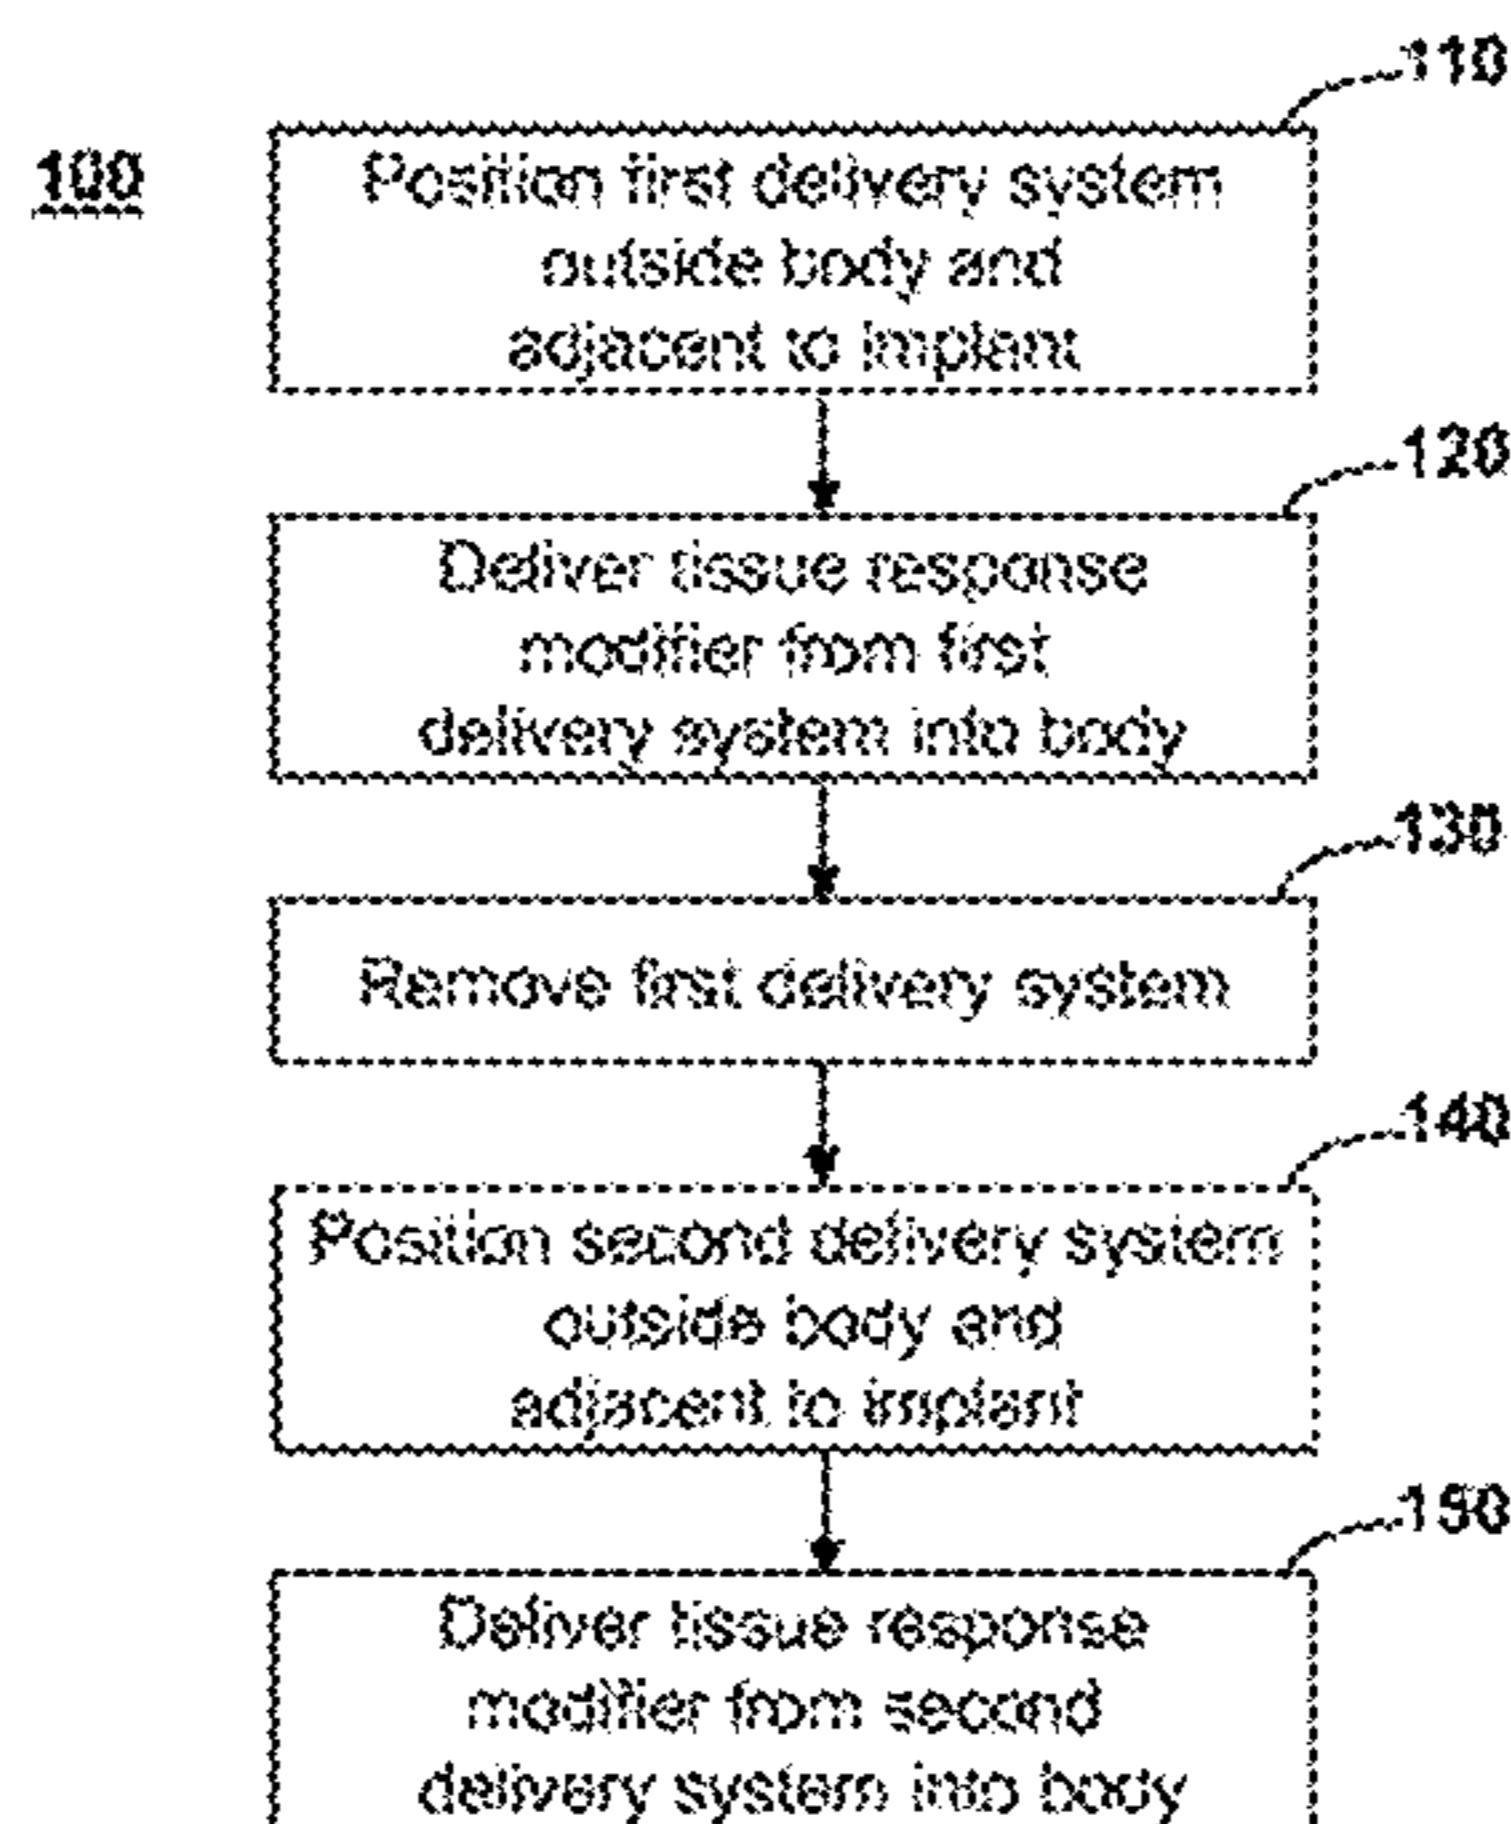 110
100
Position first delivery system
outside body and
adjacent to implant
120
Deliver tissue response
modifier from first
delivery system into body
130
Remove first delivery system
140
Position second delivery system
outside body and
adjacent to implant
150
Deliver tissue response
modifier from second
delivery system into body